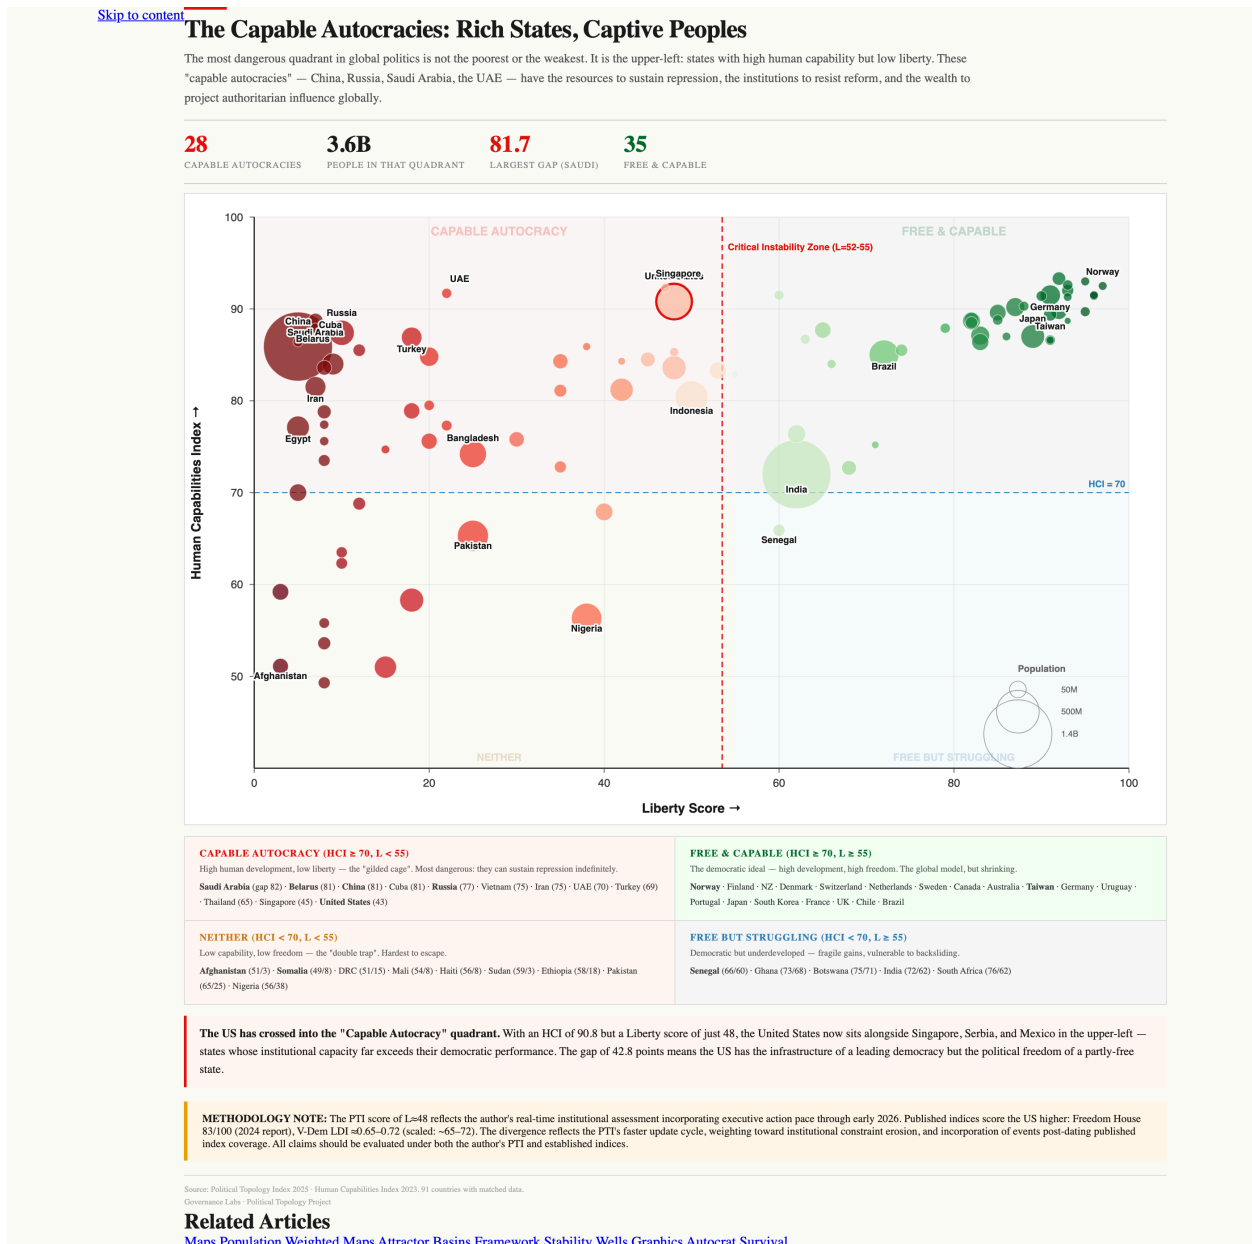 Skip to content
The Capable Autocracies: Rich States, Captive Peoples
The most dangerous quadrant in global politics is not the poorest or the weakest. It is the upper-left: states with high human capability but low liberty. These
"capable autocracies" — China, Russia, Saudi Arabia, the UAE — have the resources to sustain repression, the institutions to resist reform, and the wealth to
project authoritarian influence globally.
28
CAPABLE AUTOCRACIES
3.6B
PEOPLE IN THAT QUADRANT
81.7
LARGEST GAP (SAUDI)
35
FREE & CAPABLE
CAPABLE AUTOCRACY
FREE & CAPABLE
Critical Instability Zone (L=52-55)
UAE
Singapore
Norway
Russia
China
Cuba
Saudi Arabia
Belarus
Turkey
Germany
Japan
Taiwan
Brazil
Iran
Indonesia
Egypt
Bangladesh
HCI = 70
India
Senegal
Pakistan
Nigeria
Afghanistan
Population
50M
500M
1.4B
NEITHER
FREE BUT STRUGGLING
100
90
80
70
60
50
0
20
40
60
80
100
Human Capabilities Index →
Liberty Score →
CAPABLE AUTOCRACY (HCI ≥ 70, L < 55)
High human development, low liberty — the "gilded cage". Most dangerous: they can sustain repression indefinitely.
Saudi Arabia (gap 82) · Belarus (81) · China (81) · Cuba (81) · Russia (77) · Vietnam (75) · Iran (75) · UAE (70) · Turkey (69)
· Thailand (65) · Singapore (45) · United States (43)
FREE & CAPABLE (HCI ≥ 70, L ≥ 55)
The democratic ideal — high development, high freedom. The global model, but shrinking.
Norway · Finland · NZ · Denmark · Switzerland · Netherlands · Sweden · Canada · Australia · Taiwan · Germany · Uruguay ·
Portugal · Japan · South Korea · France · UK · Chile · Brazil
NEITHER (HCI < 70, L < 55)
Low capability, low freedom — the "double trap". Hardest to escape.
Afghanistan (51/3) · Somalia (49/8) · DRC (51/15) · Mali (54/8) · Haiti (56/8) · Sudan (59/3) · Ethiopia (58/18) · Pakistan
(65/25) · Nigeria (56/38)
FREE BUT STRUGGLING (HCI < 70, L ≥ 55)
Democratic but underdeveloped — fragile gains, vulnerable to backsliding.
Senegal (66/60) · Ghana (73/68) · Botswana (75/71) · India (72/62) · South Africa (76/62)
The US has crossed into the "Capable Autocracy" quadrant. With an HCI of 90.8 but a Liberty score of just 48, the United States now sits alongside Singapore, Serbia, and Mexico in the upper-left —
states whose institutional capacity far exceeds their democratic performance. The gap of 42.8 points means the US has the infrastructure of a leading democracy but the political freedom of a partly-free
state.
METHODOLOGY NOTE: The PTI score of L≈48 reflects the author's real-time institutional assessment incorporating executive action pace through early 2026. Published indices score the US higher: Freedom House
83/100 (2024 report), V-Dem LDI ≈0.65–0.72 (scaled: ~65–72). The divergence reflects the PTI's faster update cycle, weighting toward institutional constraint erosion, and incorporation of events post-dating published
index coverage. All claims should be evaluated under both the author's PTI and established indices.
Source: Political Topology Index 2025 · Human Capabilities Index 2023. 91 countries with matched data.
Governance Labs · Political Topology Project
Related Articles
Maps Population Weighted Maps Attractor Basins Framework Stability Wells Graphics Autocrat Survival